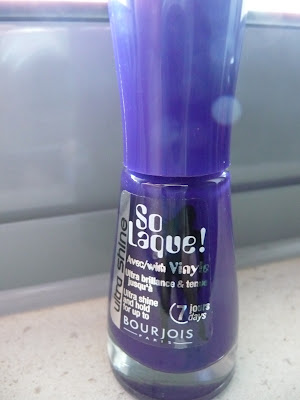 So
Laque!
Avec/with Vinyle
Ultra brillance & tenue
jusqu'à
Ultra shine
and hold
for up to
7 jours
days
BOURJOIS
PARIS
ultra shine